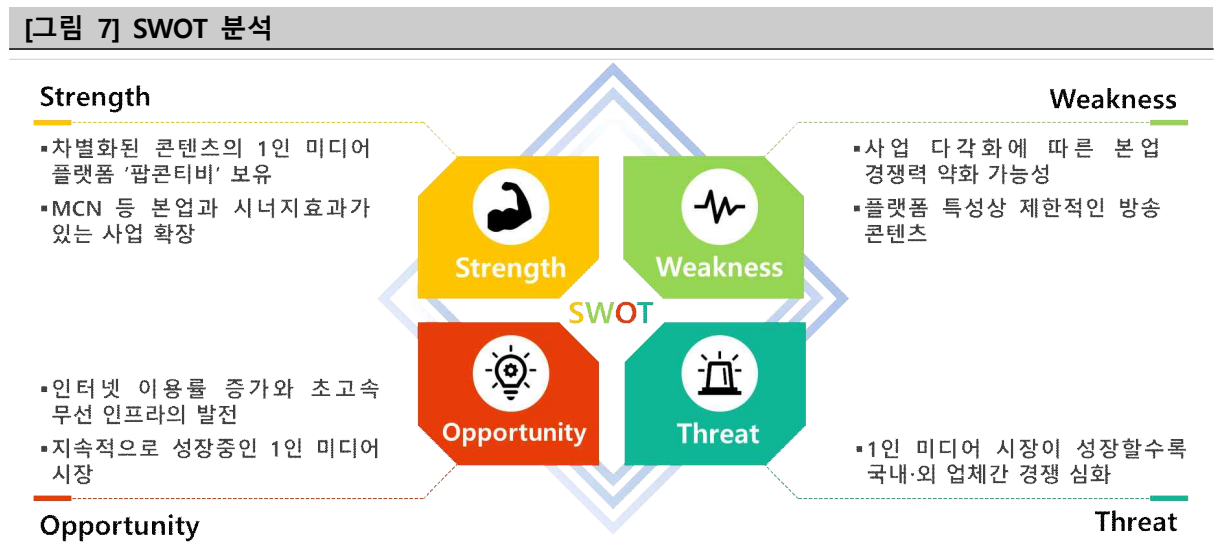 [그림 7] SWOT 분석
Strength
▪차별화된 콘텐츠의 1인 미디어
플랫폼 '팝콘티비' 보유
▪MCN 등 본업과 시너지효과가
있는 사업 확장
Weakness
▪사업 다각화에 따른 본업
경쟁력 약화 가능성
▪플랫폼 특성상 제한적인 방송
콘텐츠
Strength
Weakness
SWOT
Opportunity
Threat
▪인터넷 이용률 증가와 초고속
무선 인프라의 발전
▪지속적으로 성장중인 1인 미디어
시장
Opportunity
▪1인 미디어 시장이 성장할수록
국내·외 업체간 경쟁 심화
Threat